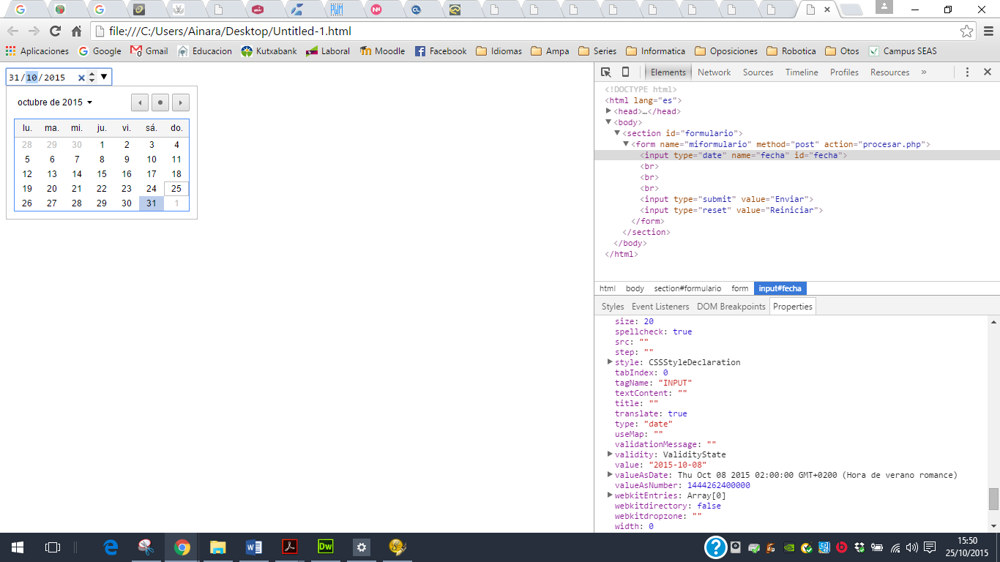 file:///C:/Users/Ainara/Desktop/Untitled-1.html
Aplicaciones Google Gmail Educacion Kutxabank Laboral Moodle Facebook Idiomas Ampa Series Informatica Oposiciones Robotica Otos Campus SEAS
31/10/2015
octubre de 2015
lu. ma. mi. ju. vi. sá. do.
28 29 30 1 2 3 4
5 6 7 8 9 10 11
12 13 14 15 16 17 18
19 20 21 22 23 24 25
26 27 28 29 30 31 1
Elements Network Sources Timeline Profiles Resources »
<!DOCTYPE html>
<html lang="es">
<head>…</head>
<body>
<section id="formulario">
<form name="miformulario" method="post" action="procesar.php">
<input type="date" name="fecha" id="fecha">
<br>
<br>
<br>
<input type="submit" value="Enviar">
<input type="reset" value="Reiniciar">
</form>
</section>
</body>
</html>
html body section#formulario form input#fecha
Styles Event Listeners DOM Breakpoints Properties
size: 20
spellcheck: true
src: ""
step: ""
style: CSSStyleDeclaration
tabIndex: 0
tagName: "INPUT"
textContent: ""
title: ""
translate: true
type: "date"
useMap: ""
validationMessage: ""
validity: ValidityState
value: "2015-10-08"
valueAsDate: Thu Oct 08 2015 02:00:00 GMT+0200 (Hora de verano romance)
valueAsNumber: 1444262400000
webkitEntries: Array[0]
webkitdirectory: false
webkitdropzone: ""
width: 0
15:50
25/10/2015